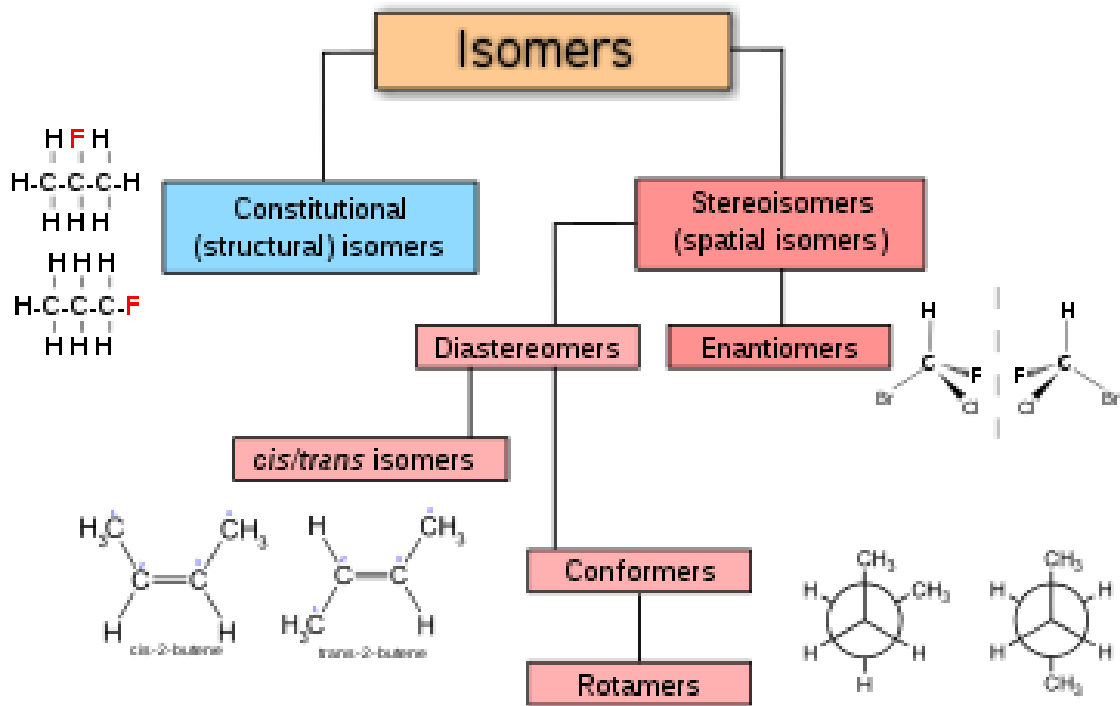 Isomers
H F H
H-C-C-C-H
H H H
H H H
H-C-C-C-F
H H H
Constitutional
(structural) isomers
Stereoisomers
(spatial isomers)
Diastereomers
Enantiomers
H
C
F
Br
Cl
H
F
C
Cl
Br
cis/trans isomers
H₃C
CH₃
C
C
H
H
cis-2-butene
H
CH₃
C
C
H₃C
H
trans-2-butene
Conformers
Rotamers
CH₃
H
CH₃
H
H
H
CH₃
H
H
H
H
CH₃